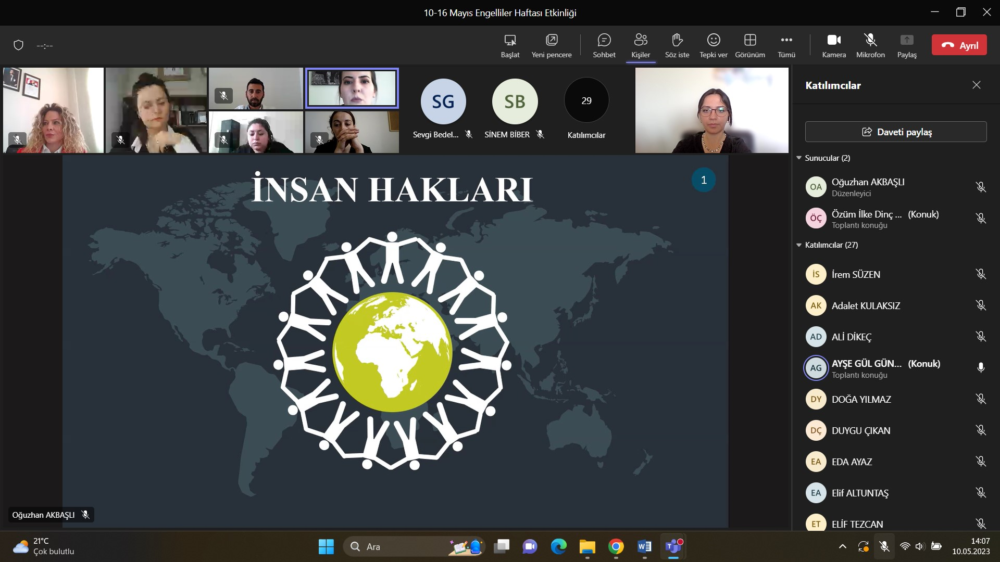 10-16 Mayıs Engelliler Haftası Etkinliği
--:--
Başlat
Yeni pencere
Sohbet
Kişiler
Söz iste
Tepki ver
Görünüm
Tümü
Kamera
Mikrofon
Paylaş
Ayrıl
SG
Sevgi Bedel...
SB
SİNEM BİBER
29
Katılımcılar
İNSAN HAKLARI
1
Oğuzhan AKBAŞLI
Katılımcılar
Daveti paylaş
Sunucular (2)
OA
Oğuzhan AKBAŞLI
Düzenleyici
ÖÇ
Özüm İlke Dinç ... (Konuk)
Toplantı konuğu
Katılımcılar (27)
İS
İrem SÜZEN
AK
Adalet KULAKSIZ
AD
ALİ DİKEÇ
AG
AYŞE GÜL GÜN... (Konuk)
Toplantı konuğu
DY
DOĞA YILMAZ
DÇ
DUYGU ÇIKAN
EA
EDA AYAZ
EA
Elif ALTUNTAŞ
ET
ELİF TEZCAN
21°C
Çok bulutlu
Ara
14:07
10.05.2023